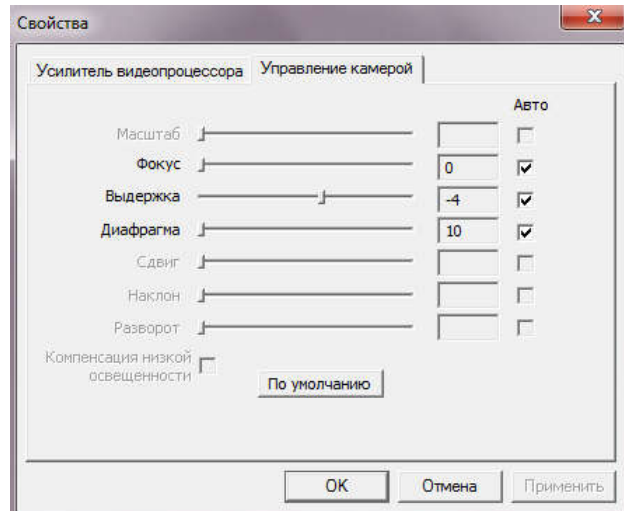 Свойства
Усилитель видеопроцессора Управление камерой
Авто
Масштаб
Фокус 0
Выдержка -4
Диафрагма 10
Сдвиг
Наклон
Разворот
Компенсация низкой
освещенности
По умолчанию
OK Отмена Применить